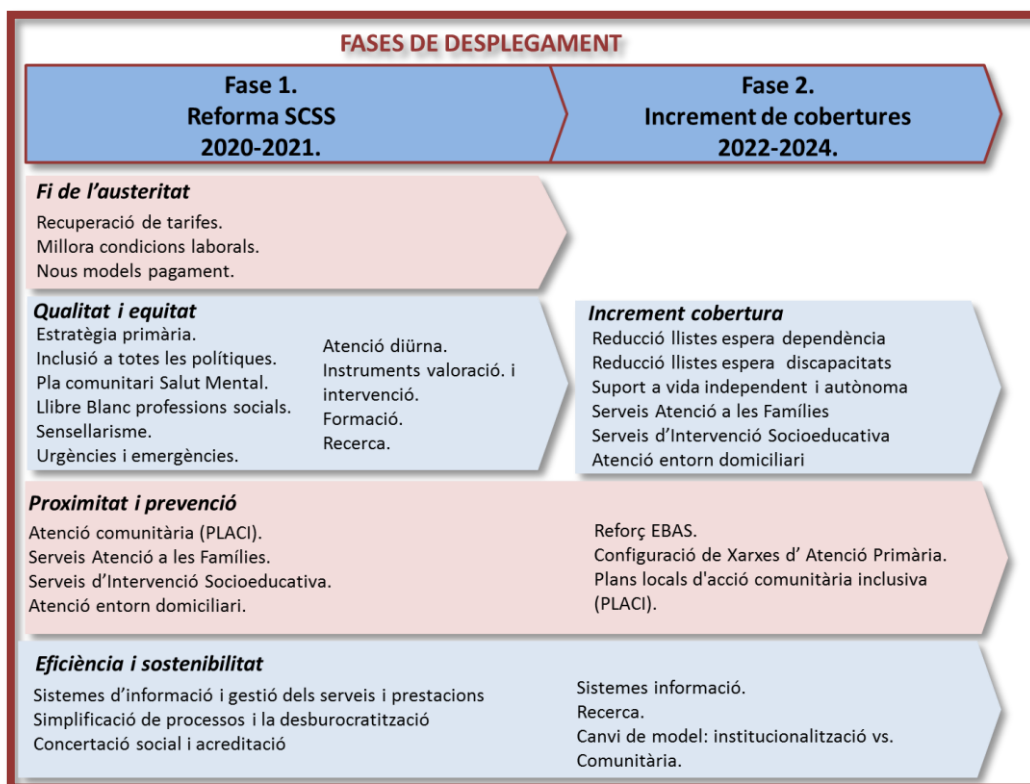 FASES DE DESPLEGAMENT
Fase 1.
Reforma SCSS
2020-2021.
Fase 2.
Increment de cobertures
2022-2024.
Fi de l'austeritat
Recuperació de tarifes.
Millora condicions laborals.
Nous models pagament.
Qualitat i equitat
Estratègia primària.
Inclusió a totes les polítiques.
Pla comunitari Salut Mental.
Llibre Blanc professions socials.
Sensellarisme.
Urgències i emergències.
Atenció diürna.
Instruments valoració. i
intervenció.
Formació.
Recerca.
Increment cobertura
Reducció llistes espera dependència
Reducció llistes espera  discapacitats
Suport a vida independent i autònoma
Serveis Atenció a les Famílies
Serveis d'Intervenció Socioeducativa
Atenció entorn domiciliari
Proximitat i prevenció
Atenció comunitària (PLACI).
Serveis Atenció a les Famílies.
Serveis d'Intervenció Socioeducativa.
Atenció entorn domiciliari.
Reforç EBAS.
Configuració de Xarxes d' Atenció Primària.
Plans locals d'acció comunitària inclusiva
(PLACI).
Eficiència i sostenibilitat
Sistemes d'informació i gestió dels serveis i prestacions
Simplificació de processos i la desburocratització
Concertació social i acreditació
Sistemes informació.
Recerca.
Canvi de model: institucionalització vs.
Comunitària.